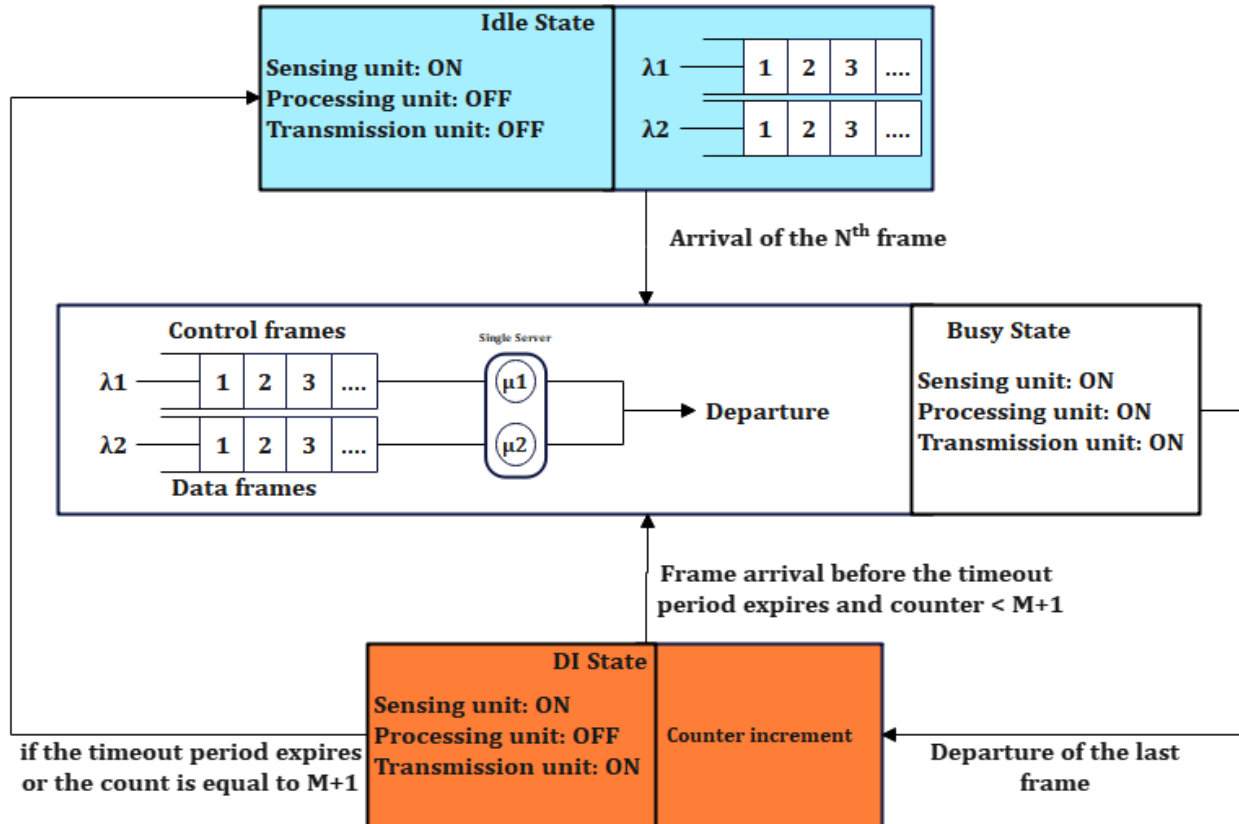 Idle State
Sensing unit: ON
Processing unit: OFF
Transmission unit: OFF
λ1 1 2 3 ....
λ2 1 2 3 ....
Arrival of the Nth frame
Control frames
Single Server
λ1 1 2 3 .... μ1
Departure
λ2 1 2 3 .... μ2
Data frames
Busy State
Sensing unit: ON
Processing unit: ON
Transmission unit: ON
Frame arrival before the timeout
period expires and counter < M+1
DI State
Sensing unit: ON
Processing unit: OFF
Transmission unit: ON
Counter increment
if the timeout period expires
or the count is equal to M+1
Departure of the last
frame